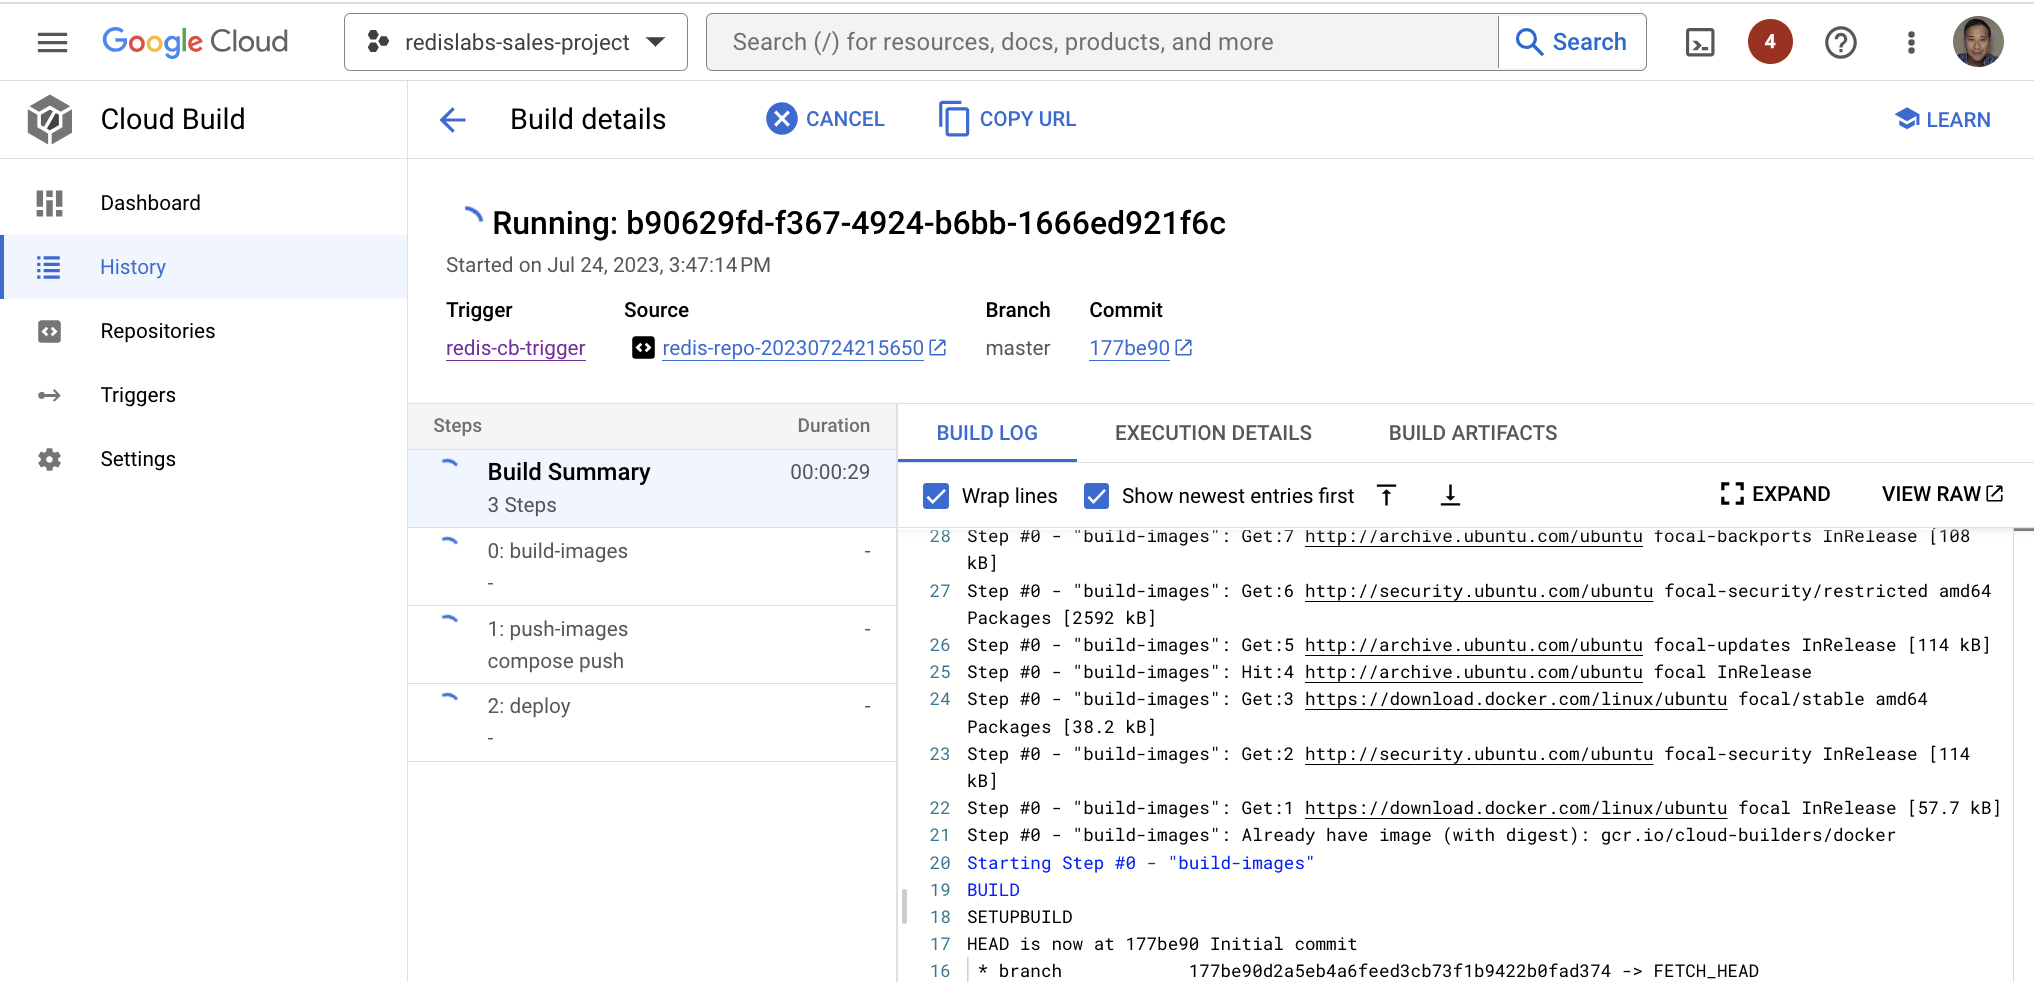 Google Cloud
redislabs-sales-project
Search (/) for resources, docs, products, and more
Search
4
Cloud Build
Build details
CANCEL
COPY URL
LEARN
Dashboard
History
Repositories
Triggers
Settings
Running: b90629fd-f367-4924-b6bb-1666ed921f6c
Started on Jul 24, 2023, 3:47:14 PM
Trigger Source Branch Commit
redis-cb-trigger redis-repo-20230724215650 master 177be90
Steps Duration
Build Summary 00:00:29
3 Steps
0: build-images -
-
1: push-images -
compose push
2: deploy -
-
BUILD LOG EXECUTION DETAILS BUILD ARTIFACTS
Wrap lines Show newest entries first EXPAND VIEW RAW
28 Step #0 - "build-images": Get:7 http://archive.ubuntu.com/ubuntu focal-backports InRelease [108
kB]
27 Step #0 - "build-images": Get:6 http://security.ubuntu.com/ubuntu focal-security/restricted amd64
Packages [2592 kB]
26 Step #0 - "build-images": Get:5 http://archive.ubuntu.com/ubuntu focal-updates InRelease [114 kB]
25 Step #0 - "build-images": Hit:4 http://archive.ubuntu.com/ubuntu focal InRelease
24 Step #0 - "build-images": Get:3 https://download.docker.com/linux/ubuntu focal/stable amd64
Packages [38.2 kB]
23 Step #0 - "build-images": Get:2 http://security.ubuntu.com/ubuntu focal-security InRelease [114
kB]
22 Step #0 - "build-images": Get:1 https://download.docker.com/linux/ubuntu focal InRelease [57.7 kB]
21 Step #0 - "build-images": Already have image (with digest): gcr.io/cloud-builders/docker
20 Starting Step #0 - "build-images"
19 BUILD
18 SETUPBUILD
17 HEAD is now at 177be90 Initial commit
16 * branch 177be90d2a5eb4a6feed3cb73f1b9422b0fad374 -> FETCH_HEAD